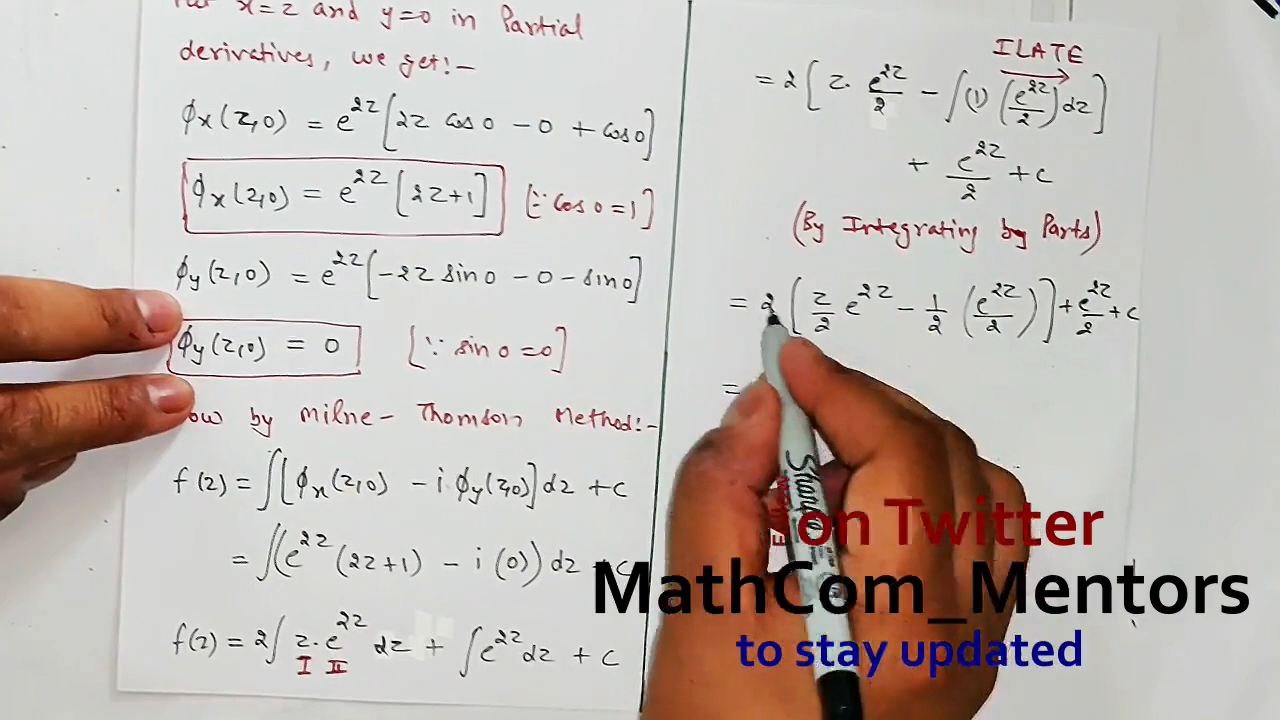 x=z and y=0 in Partial
derivatives, we get:-
ϕx(z,0) = e^2z [2z cos0 - 0 + cos0]
ϕx(z,0) = e^2z [2z+1] [∵ cos0=1]
ϕy(z,0) = e^2z [-2z sin0 - 0 - sin0]
ϕy(z,0) = 0 [∵ sin0=0]
by Milne-Thomson Method:-
f(z) = ∫[ϕx(z,0) - i.ϕy(z,0)]dz + c
= ∫(e^2z (2z+1) - i(0)) dz + c
f(z) = 2∫ z.e^2z dz + ∫e^2z dz + c
I II
ILATE
= 2[z. e^2z/2 - ∫(1) (e^2z/2) dz]
+ e^2z/2 + c
(By Integrating by Parts)
= 2[z/2 e^2z - 1/2 (e^2z/2)] + e^2z/2 + c
=
Sharp
on Twitter
MathCom_Mentors
to stay updated